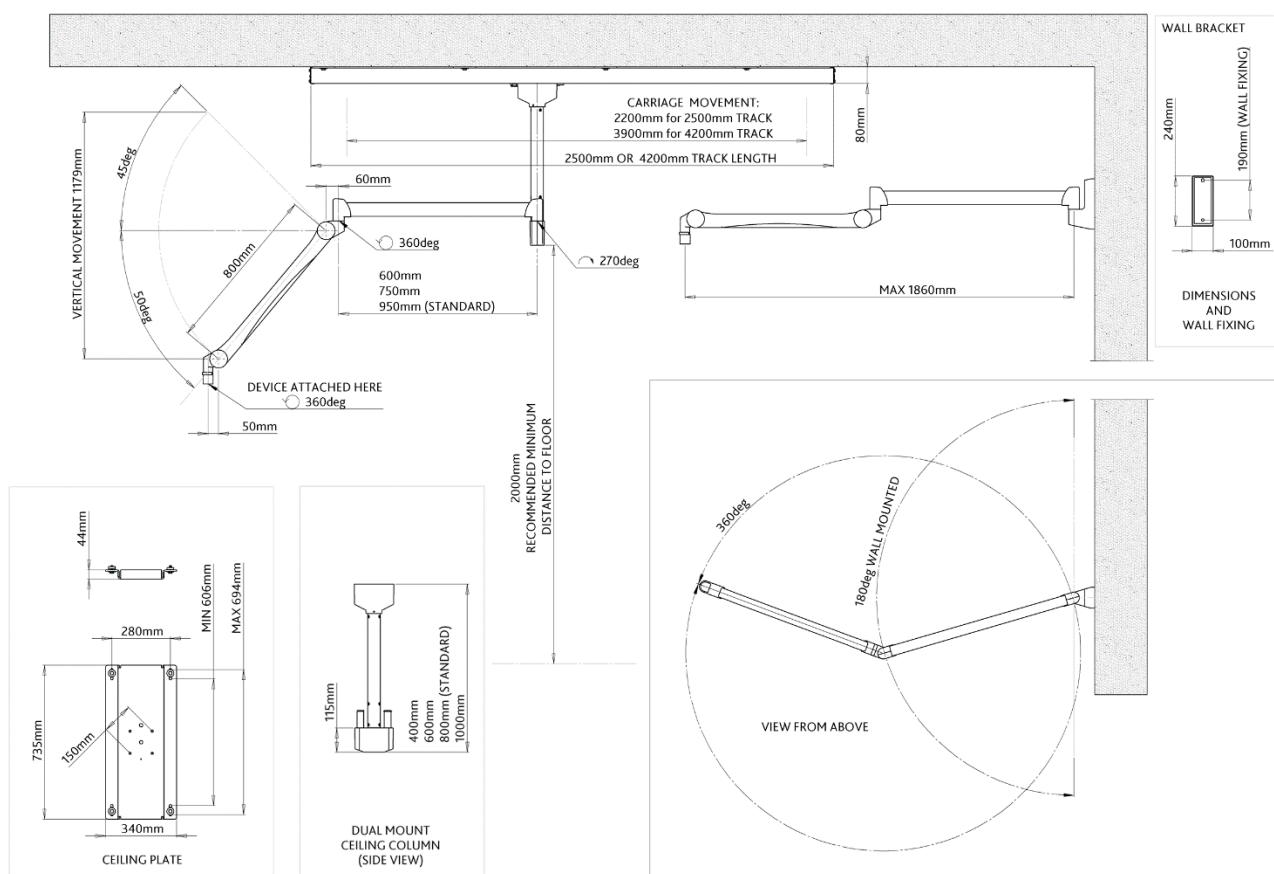 WALL BRACKET
240mm
190mm (WALL FIXING)
100mm
DIMENSIONS
AND
WALL FIXING
CARRIAGE MOVEMENT:
2200mm for 2500mm TRACK
3900mm for 4200mm TRACK
80mm
2500mm OR 4200mm TRACK LENGTH
45deg
VERTICAL MOVEMENT 1179mm
60mm
800mm
360deg
270deg
600mm
750mm
950mm (STANDARD)
MAX 1860mm
50deg
DEVICE ATTACHED HERE
360deg
50mm
2000mm
RECOMMENDED MINIMUM
DISTANCE TO FLOOR
44mm
MIN 606mm
MAX 694mm
280mm
735mm
150mm
340mm
CEILING PLATE
115mm
400mm
600mm
800mm (STANDARD)
1000mm
DUAL MOUNT
CEILING COLUMN
(SIDE VIEW)
360deg
180deg WALL MOUNTED
VIEW FROM ABOVE